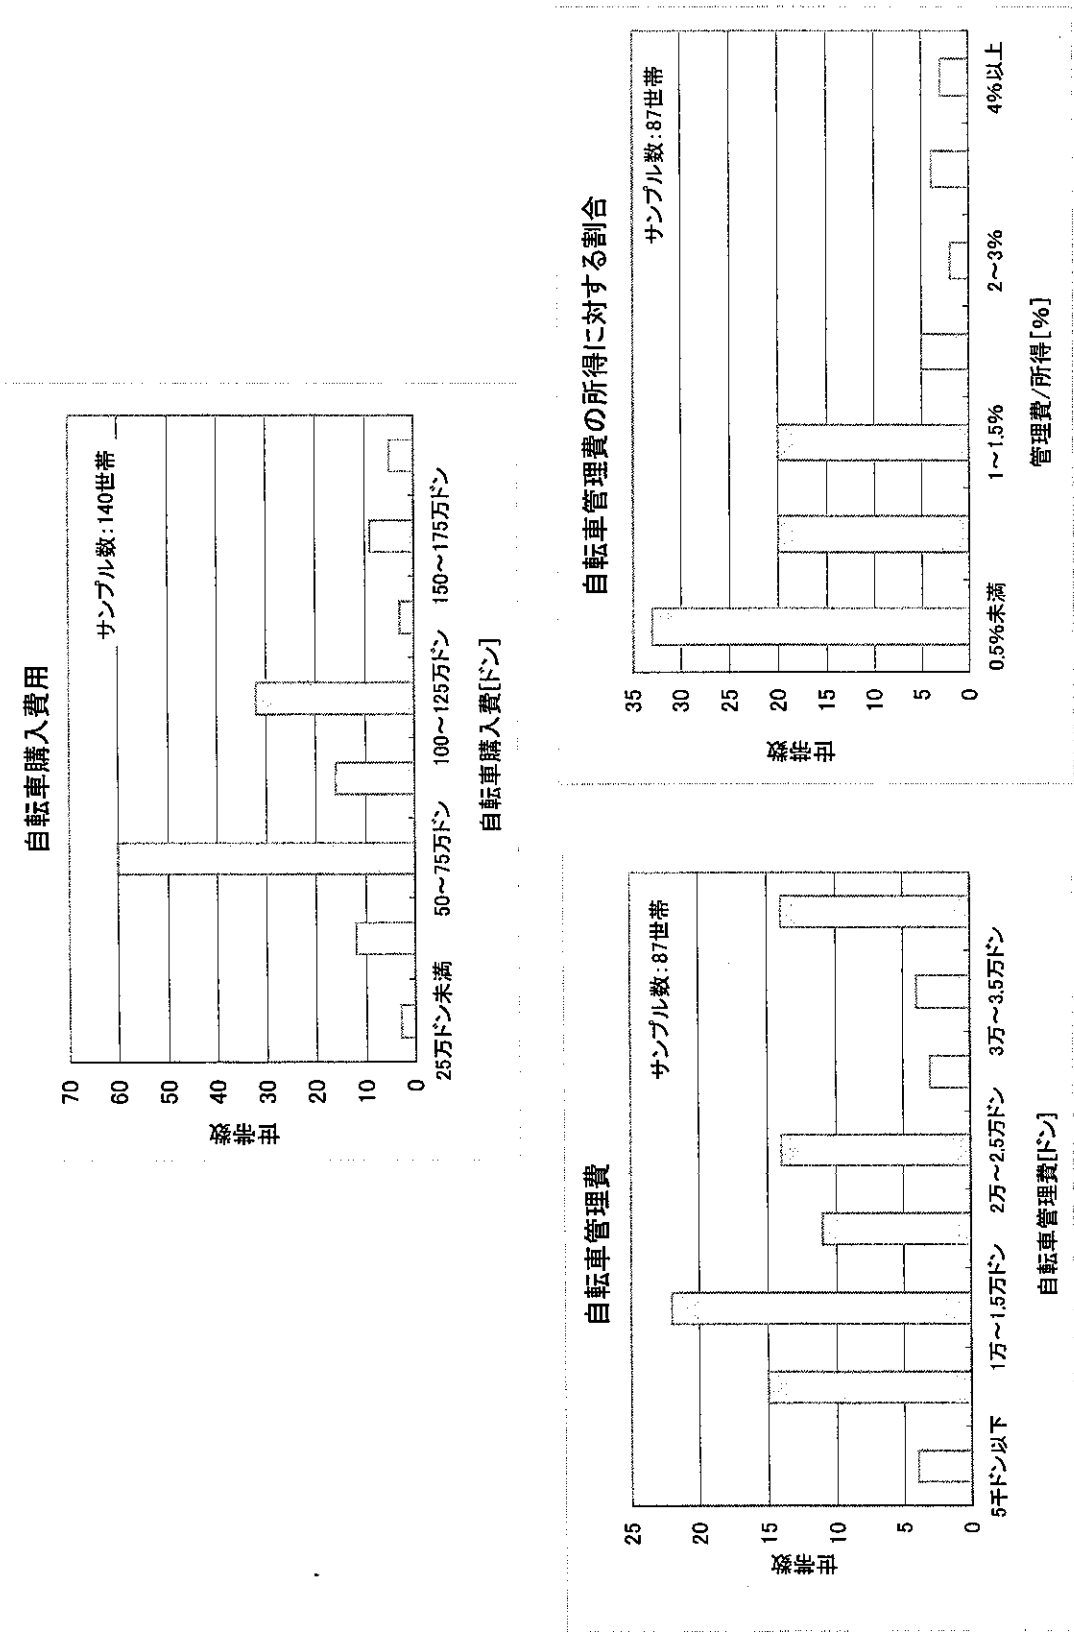 自転車購入費用
サンプル数:140世帯
世帯数
70
60
50
40
30
20
10
0
25万ドン未満
50～75万ドン
100～125万ドン
150～175万ドン
自転車購入費[ドン]
自転車管理費
サンプル数:87世帯
世帯数
25
20
15
10
5
0
5千ドン以下
1万～1.5万ドン
2万～2.5万ドン
3万～3.5万ドン
自転車管理費[ドン]
自転車管理費の所得に対する割合
サンプル数:87世帯
世帯数
35
30
25
20
15
10
5
0
0.5%未満
1～1.5%
2～3%
4%以上
管理費/所得[%]